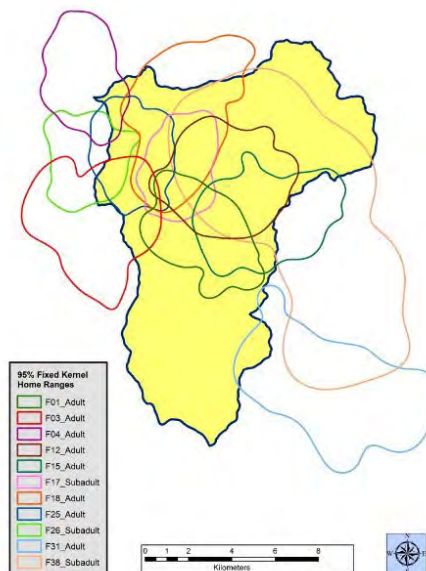 95% Fixed Kernel
Home Ranges
F01_Adult
F03_Adult
F04_Adult
F12_Adult
F15_Adult
F17_Subadult
F18_Adult
F25_Adult
F26_Subadult
F31_Adult
F38_Subadult
0 1 2 4 6 8
Kilometers
N
W E
S